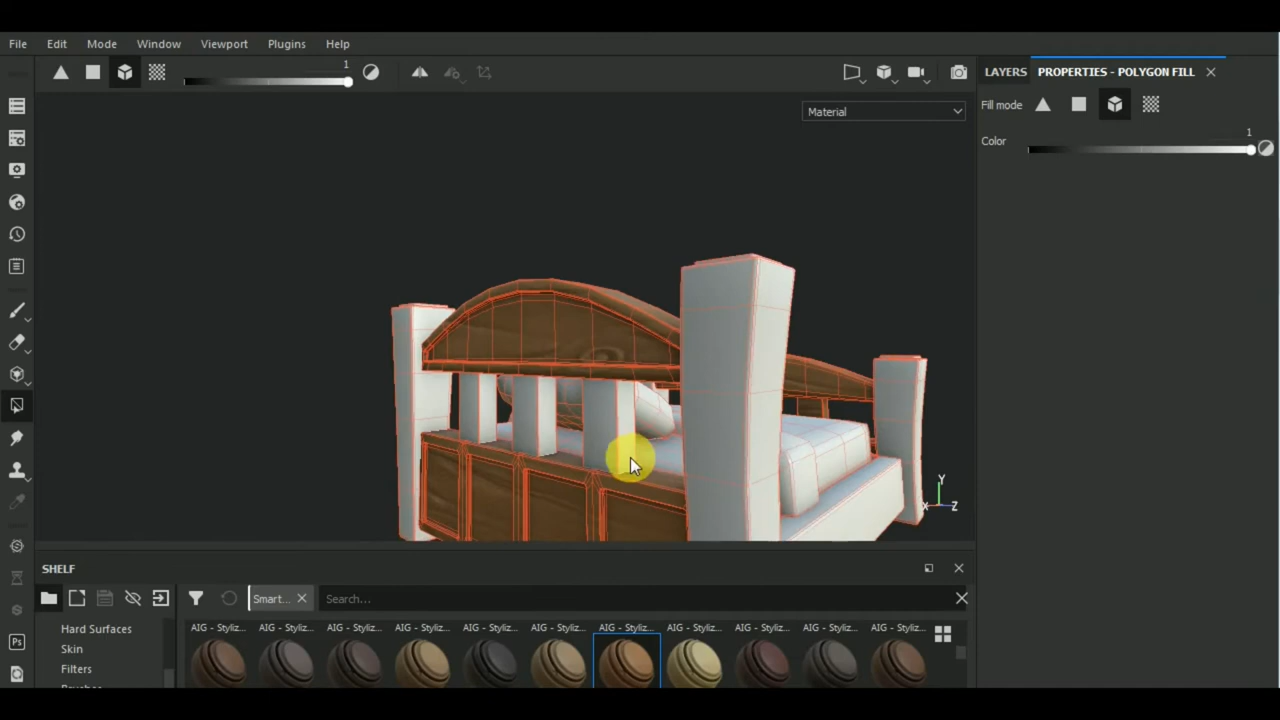 File Edit Mode Window Viewport Plugins Help
1
LAYERS PROPERTIES - POLYGON FILL
Material
Fill mode
1
Color
Y
X Z
SHELF
Smart... Search...
AIG - Styliz... AIG - Styliz... AIG - Styliz... AIG - Styliz... AIG - Styliz... AIG - Styliz... AIG - Styliz... AIG - Styliz... AIG - Styliz... AIG - Styliz... AIG - Styliz...
Hard Surfaces
Skin
Filters
Ps